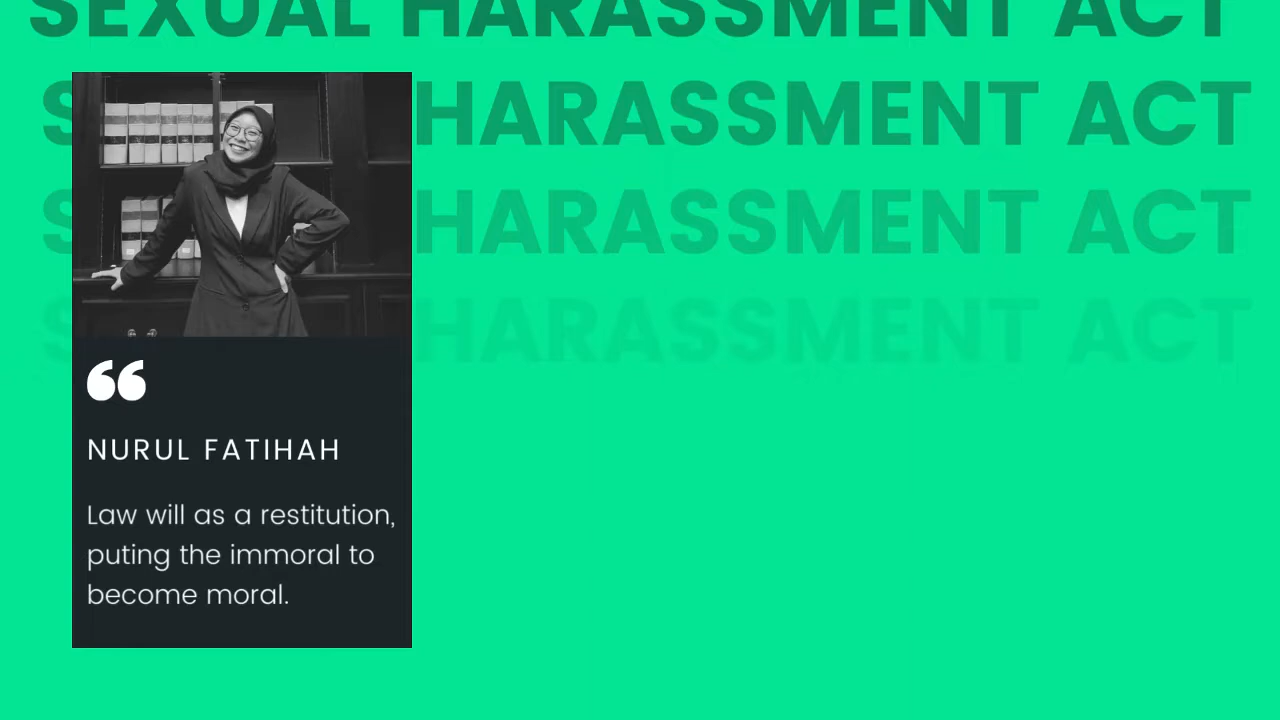 SEXUAL HARASSMENT ACT
S HARASSMENT ACT
S HARASSMENT ACT
S HARASSMENT ACT
“
NURUL FATIHAH
Law will as a restitution,
puting the immoral to
become moral.